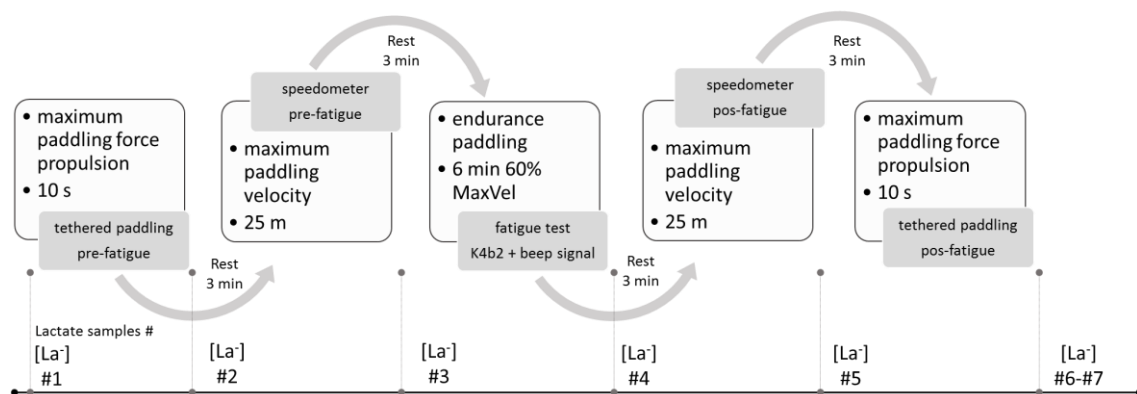 • maximum
paddling force
propulsion
• 10 s
tethered paddling
pre-fatigue
Rest
3 min
speedometer
pre-fatigue
• maximum
paddling
velocity
• 25 m
Rest
3 min
• endurance
paddling
• 6 min 60%
MaxVel
fatigue test
K4b2 + beep signal
Rest
3 min
speedometer
pos-fatigue
• maximum
paddling
velocity
• 25 m
Rest
3 min
• maximum
paddling force
propulsion
• 10 s
tethered paddling
pos-fatigue
Lactate samples #
[La⁻]
#1
[La⁻]
#2
[La⁻]
#3
[La⁻]
#4
[La⁻]
#5
[La⁻]
#6-#7